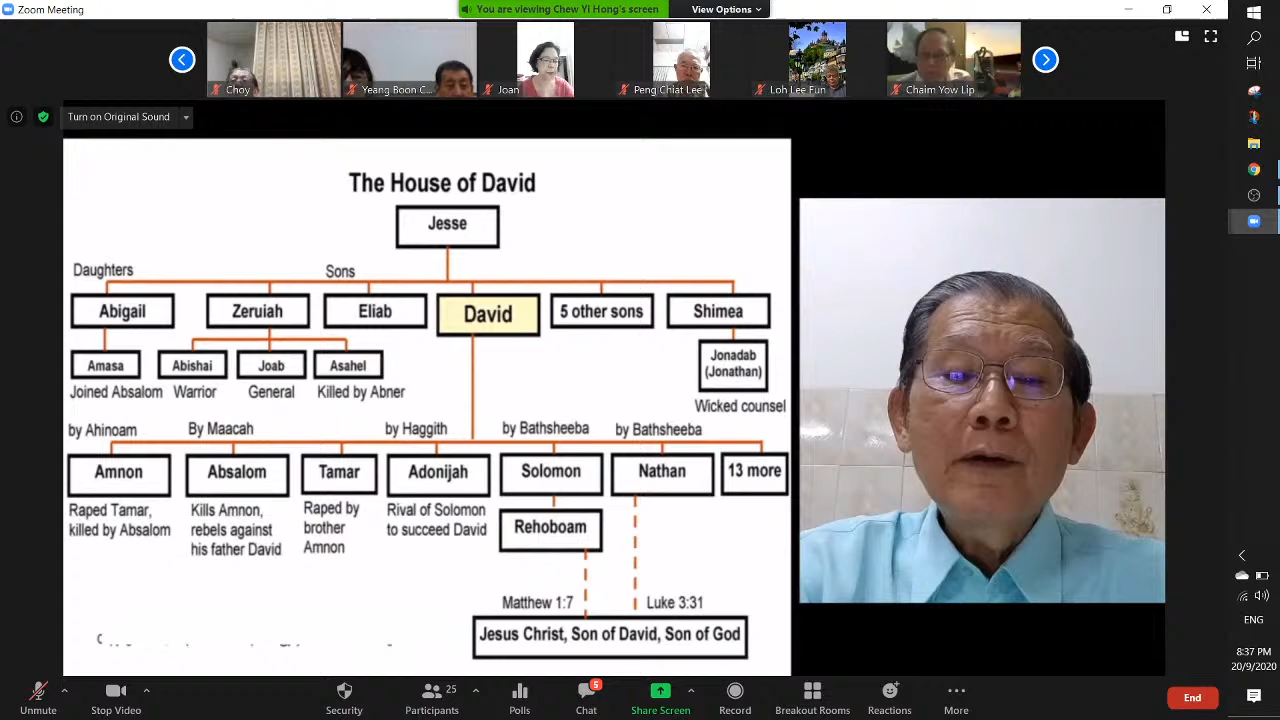 Zoom Meeting
You are viewing Chew Yi Hong's screen
View Options
Choy
Yeang Boon C...
Joan
Peng Chiat Lee
Loh Lee Fun
Chaim Yow Lip
Turn on Original Sound
The House of David
Jesse
Daughters
Sons
Abigail
Zeruiah
Eliab
David
5 other sons
Shimea
Amasa
Abishai
Joab
Asahel
Jonadab
(Jonathan)
Joined Absalom
Warrior
General
Killed by Abner
Wicked counsel
by Ahinoam
By Maacah
by Haggith
by Bathsheeba
by Bathsheeba
Amnon
Absalom
Tamar
Adonijah
Solomon
Nathan
13 more
Raped Tamar,
killed by Absalom
Kills Amnon,
rebels against
his father David
Raped by
brother
Amnon
Rival of Solomon
to succeed David
Rehoboam
Matthew 1:7
Luke 3:31
Jesus Christ, Son of David, Son of God
Unmute
Stop Video
Security
Participants
25
Polls
Chat
5
Share Screen
Record
Breakout Rooms
Reactions
More
End
ENG
8:37 PM
20/9/2020